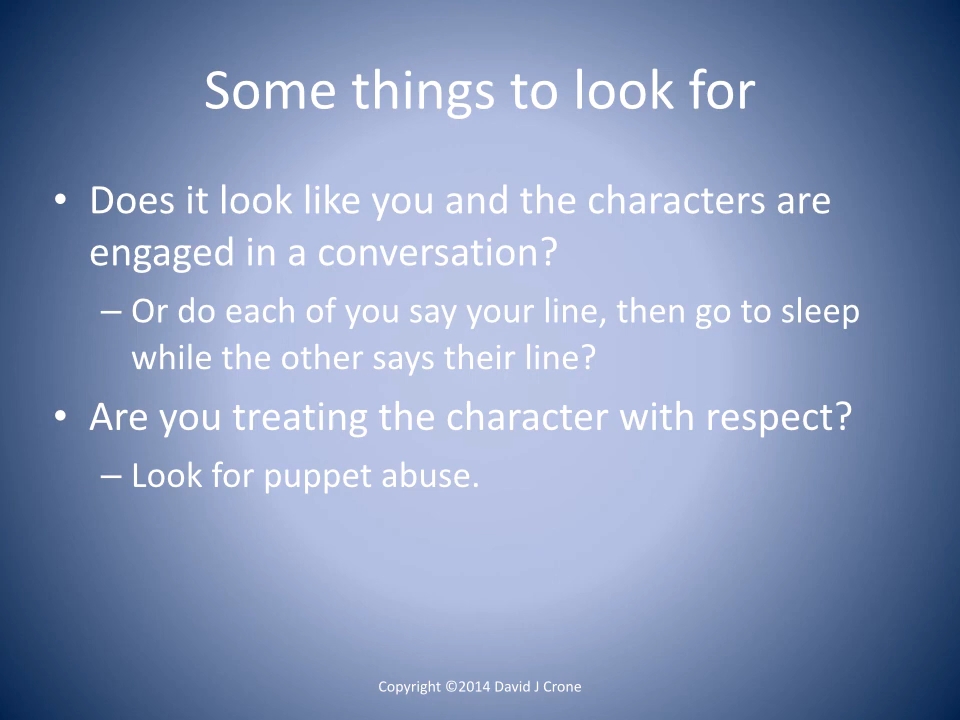 Some things to look for
• Does it look like you and the characters are
engaged in a conversation?
– Or do each of you say your line, then go to sleep
while the other says their line?
• Are you treating the character with respect?
– Look for puppet abuse.
Copyright ©2014 David J Crone